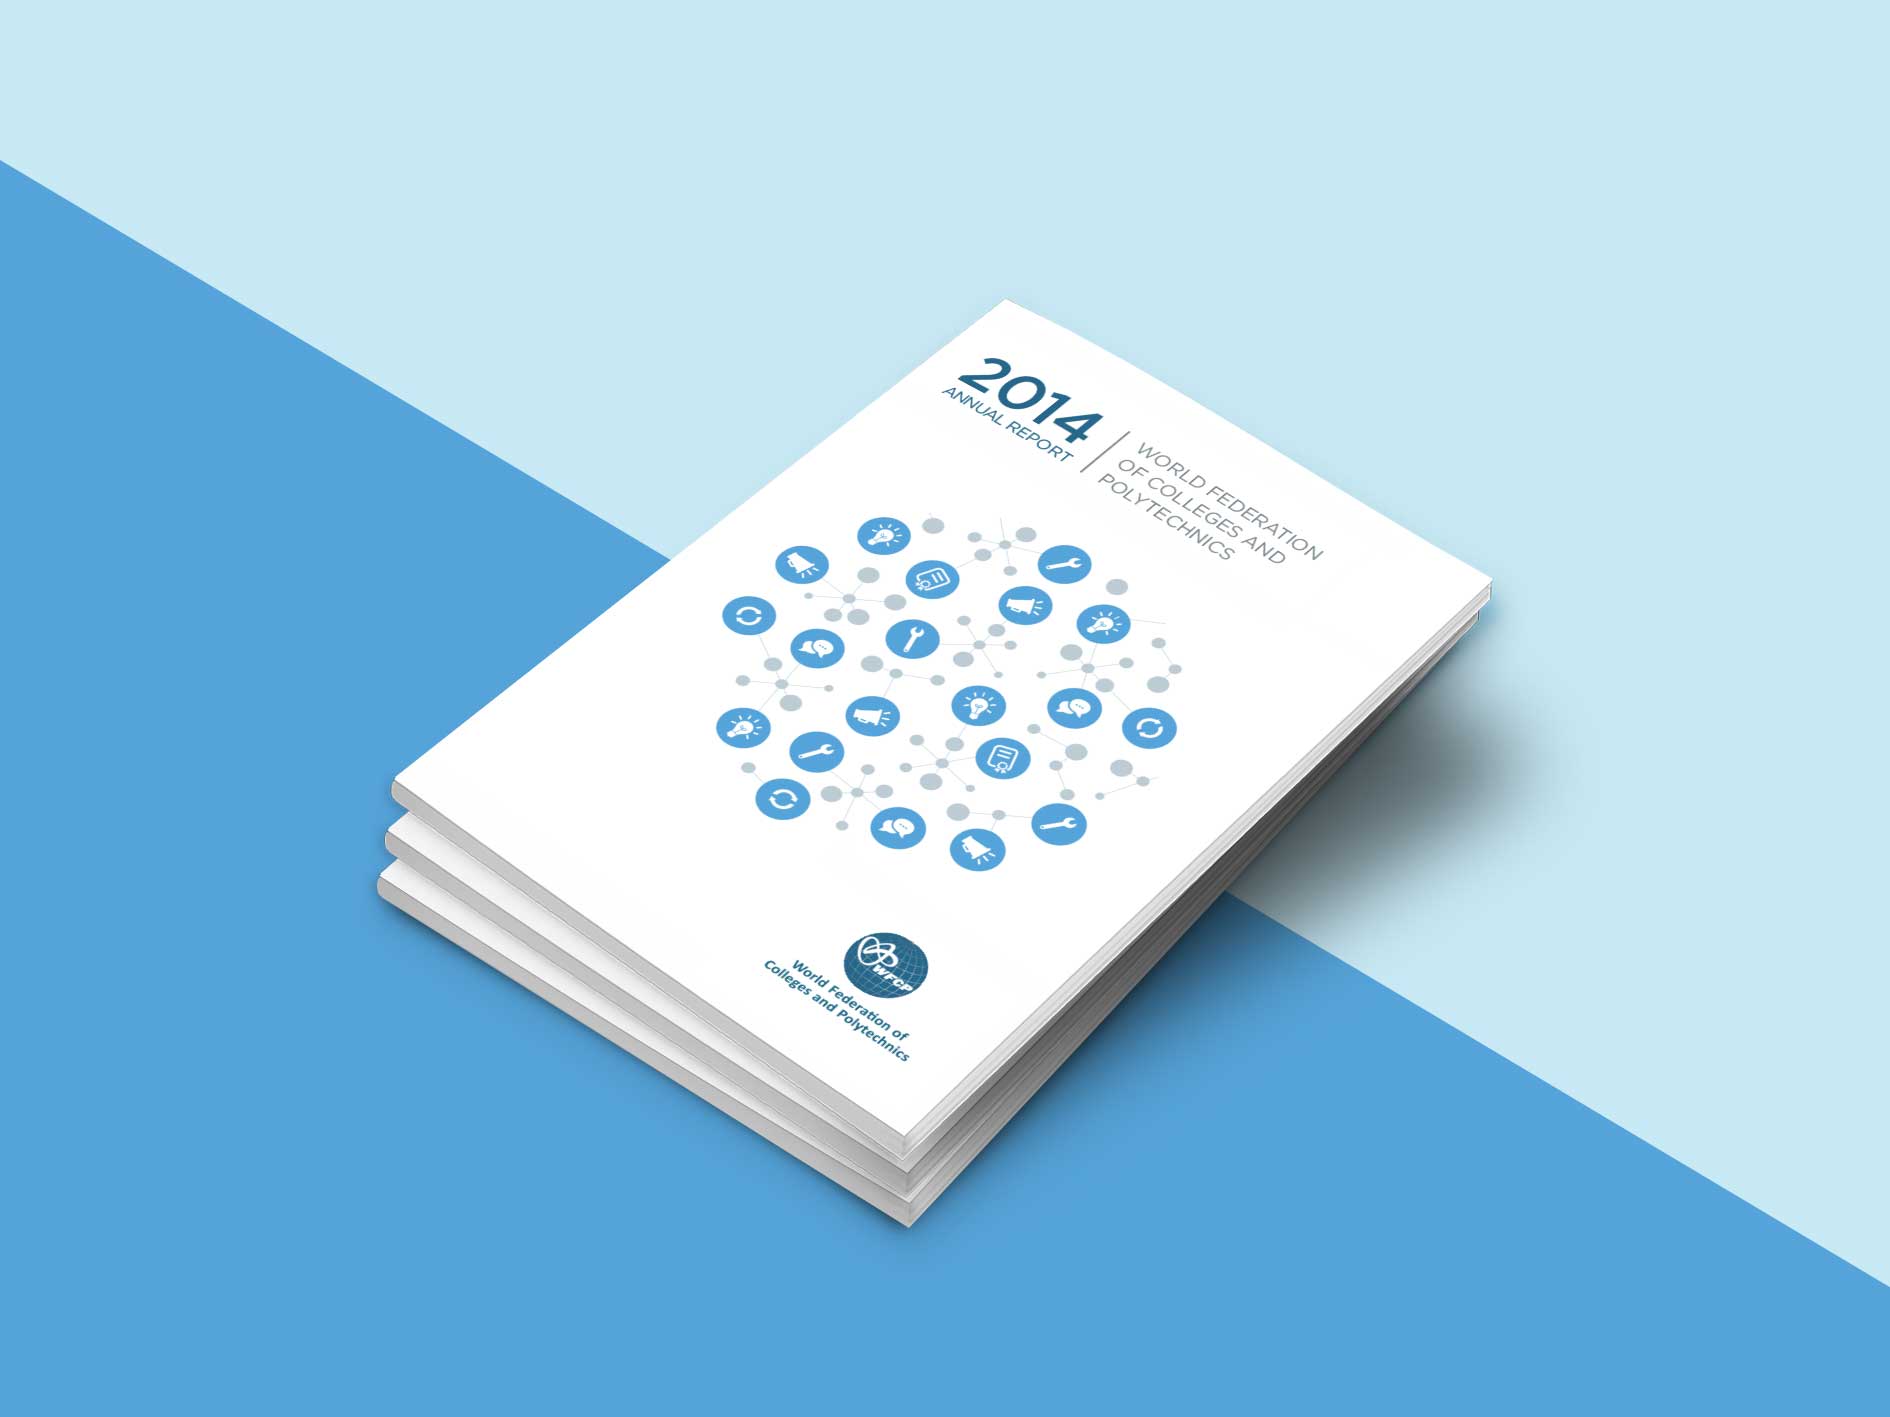 2014
ANNUAL REPORT
WORLD FEDERATION
OF COLLEGES AND
POLYTECHNICS
WFCP
World Federation of
Colleges and Polytechnics